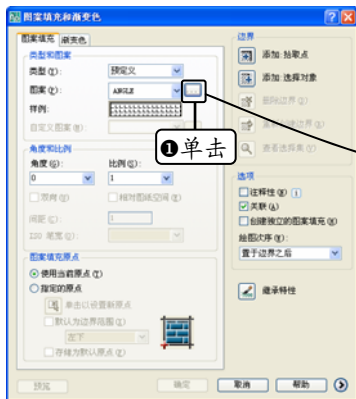 图案填充和渐变色
图案填充 渐变色
类型和图案
类型(Y): 预定义
图案(P): ANGLE
样例:
自定义图案(M):
角度和比例
角度(G): 比例(S):
0 1
双向(U) 相对图纸空间(E)
间距(C): 1
ISO 笔宽(O):
图案填充原点
使用当前原点(T)
指定的原点
单击以设置新原点
默认为边界范围(X)
左下
存储为默认原点(F)
预览
边界
添加:拾取点
添加:选择对象
删除边界(D)
重新创建边界(R)
查看选择集(V)
选项
注释性(N)
关联(A)
创建独立的图案填充(H)
绘图次序(W):
置于边界之后
继承特性
确定 取消 帮助
❶单击